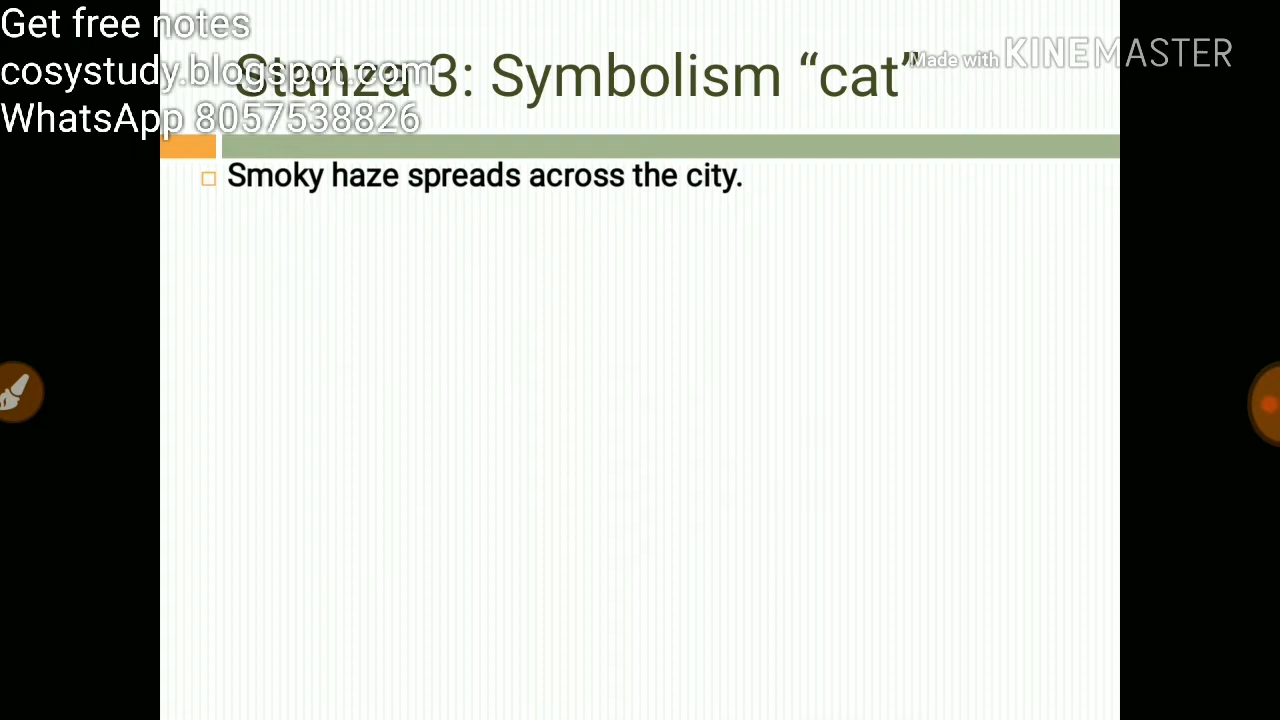 Get free notes
cosystudy.blogspot.com
WhatsApp 8057538826
Stanza 3: Symbolism “cat”
Made with KINEMASTER
Smoky haze spreads across the city.